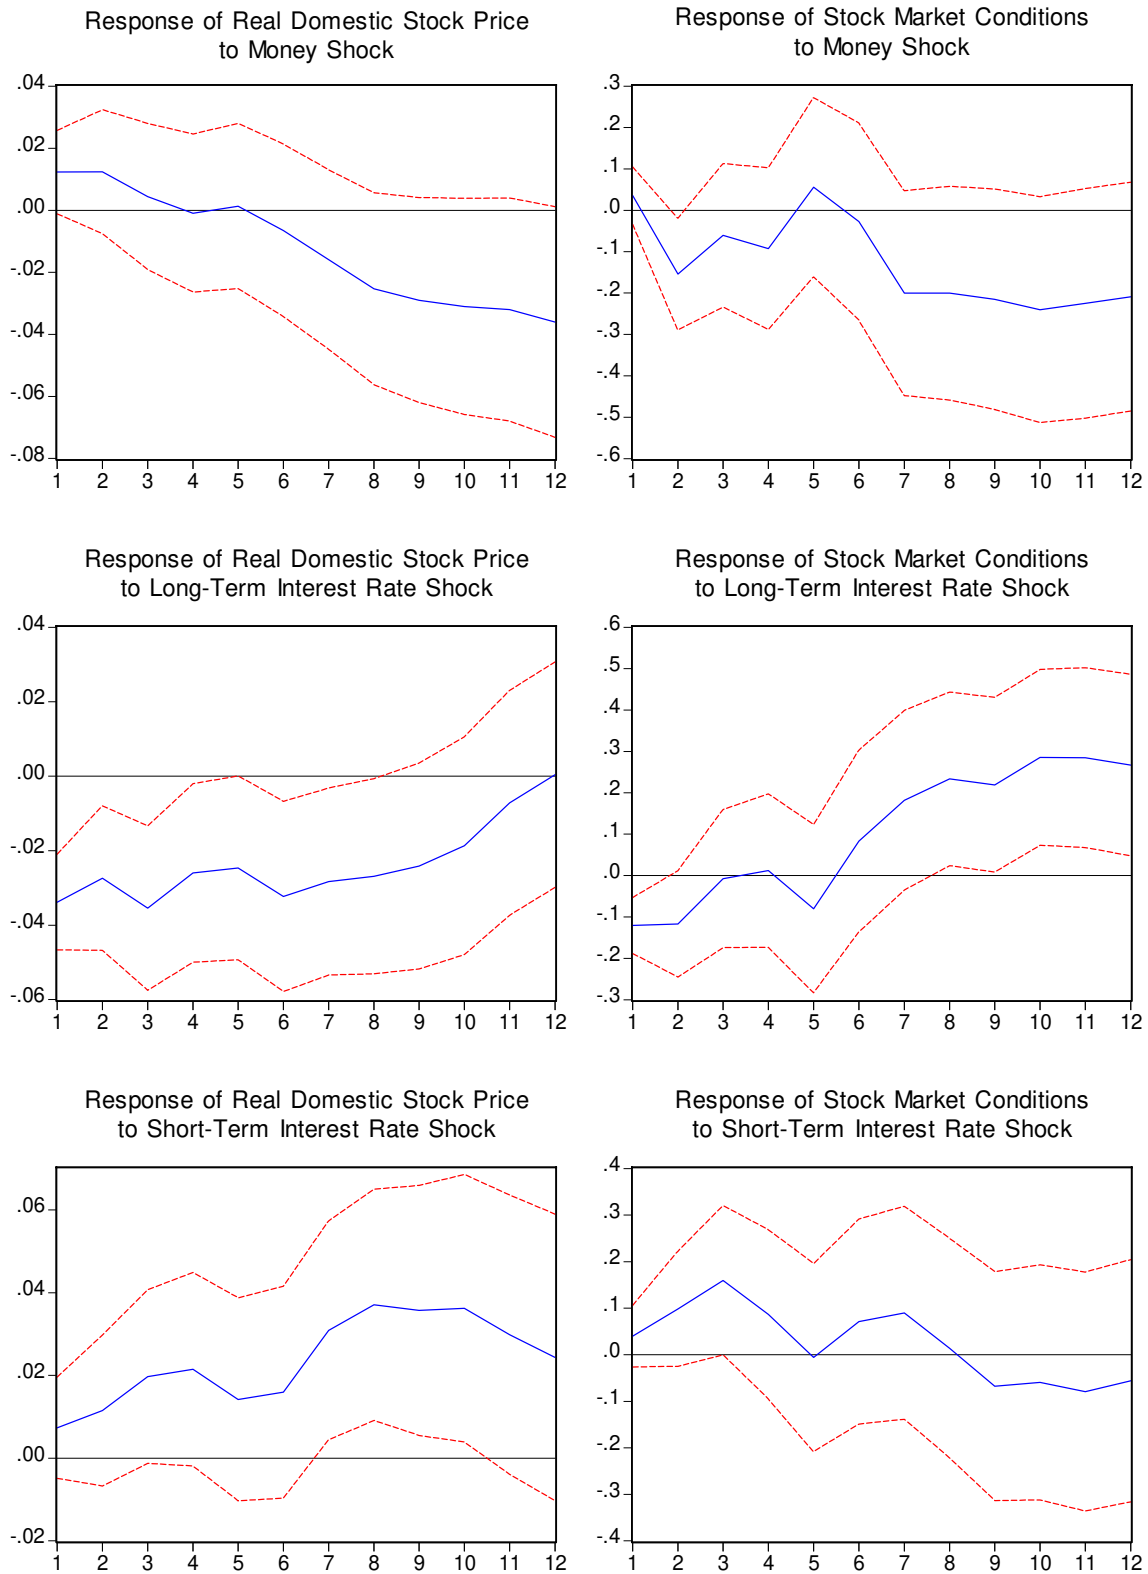 Response of Real Domestic Stock Price
to Money Shock
.04
.02
.00
-.02
-.04
-.06
-.08
1 2 3 4 5 6 7 8 9 10 11 12
Response of Stock Market Conditions
to Money Shock
.3
.2
.1
.0
-.1
-.2
-.3
-.4
-.5
-.6
1 2 3 4 5 6 7 8 9 10 11 12
Response of Real Domestic Stock Price
to Long-Term Interest Rate Shock
.04
.02
.00
-.02
-.04
-.06
1 2 3 4 5 6 7 8 9 10 11 12
Response of Stock Market Conditions
to Long-Term Interest Rate Shock
.6
.5
.4
.3
.2
.1
.0
-.1
-.2
-.3
1 2 3 4 5 6 7 8 9 10 11 12
Response of Real Domestic Stock Price
to Short-Term Interest Rate Shock
.06
.04
.02
.00
-.02
1 2 3 4 5 6 7 8 9 10 11 12
Response of Stock Market Conditions
to Short-Term Interest Rate Shock
.4
.3
.2
.1
.0
-.1
-.2
-.3
-.4
1 2 3 4 5 6 7 8 9 10 11 12